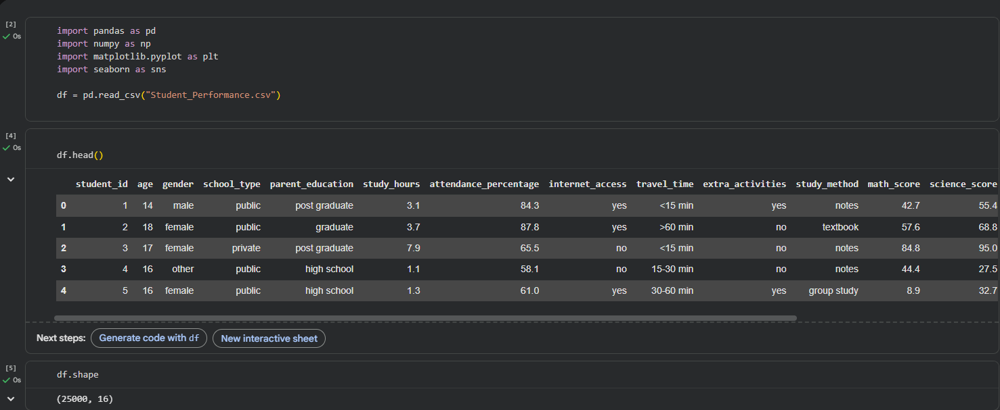 [2]
0s
import pandas as pd
import numpy as np
import matplotlib.pyplot as plt
import seaborn as sns
df = pd.read_csv("Student_Performance.csv")
[4]
0s
df.head()
student_id age gender school_type parent_education study_hours attendance_percentage internet_access travel_time extra_activities study_method math_score science_score
0 1 14 male public post graduate 3.1 84.3 yes <15 min yes notes 42.7 55.4
1 2 18 female public graduate 3.7 87.8 yes >60 min no textbook 57.6 68.8
2 3 17 female private post graduate 7.9 65.5 no <15 min no notes 84.8 95.0
3 4 16 other public high school 1.1 58.1 no 15-30 min no notes 44.4 27.5
4 5 16 female public high school 1.3 61.0 yes 30-60 min yes group study 8.9 32.7
Next steps: Generate code with df New interactive sheet
[5]
0s
df.shape
(25000, 16)